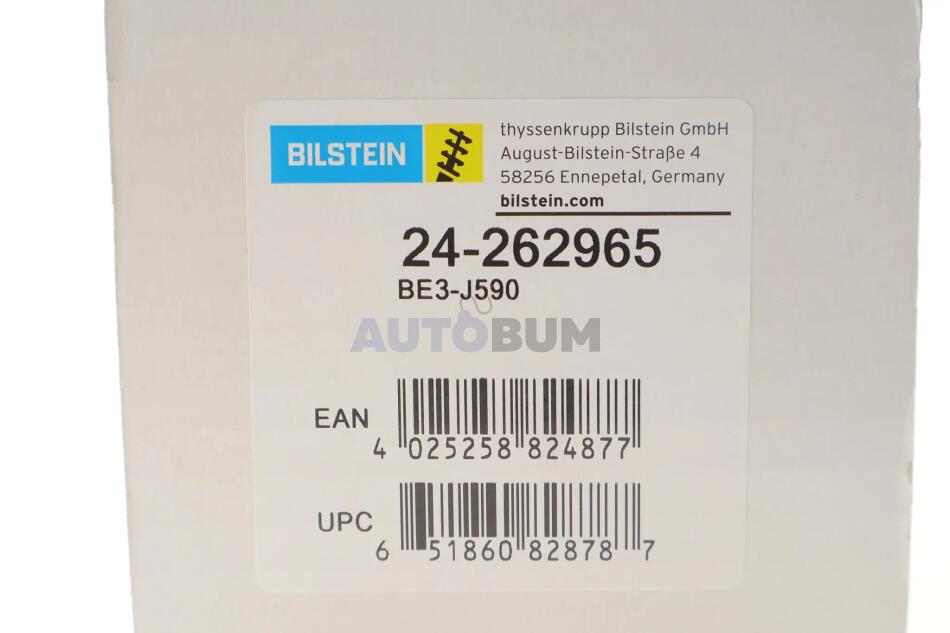 BILSTEIN
thyssenkrupp Bilstein GmbH
August-Bilstein-Straße 4
58256 Ennepetal, Germany
bilstein.com
24-262965
BE3-J590
AUTOBUM
EAN
4 025258 824877
UPC
6 51860 82878 7